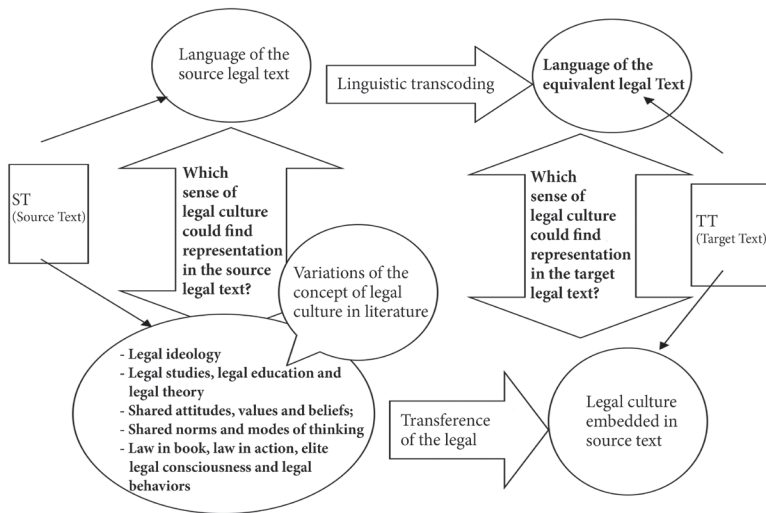 Language of the
source legal text
Linguistic transcoding
Language of the
equivalent legal Text
ST
(Source Text)
Which
sense of
legal culture
could find
representation
in the source
legal text?
Which
sense of
legal culture
could find
representation
in the target
legal text?
TT
(Target Text)
Variations of the
concept of legal
culture in literature
- Legal ideology
- Legal studies, legal education and
legal theory
- Shared attitudes, values and beliefs;
- Shared norms and modes of thinking
- Law in book, law in action, elite
legal consciousness and legal
behaviors
Transference
of the legal
Legal culture
embedded in
source text